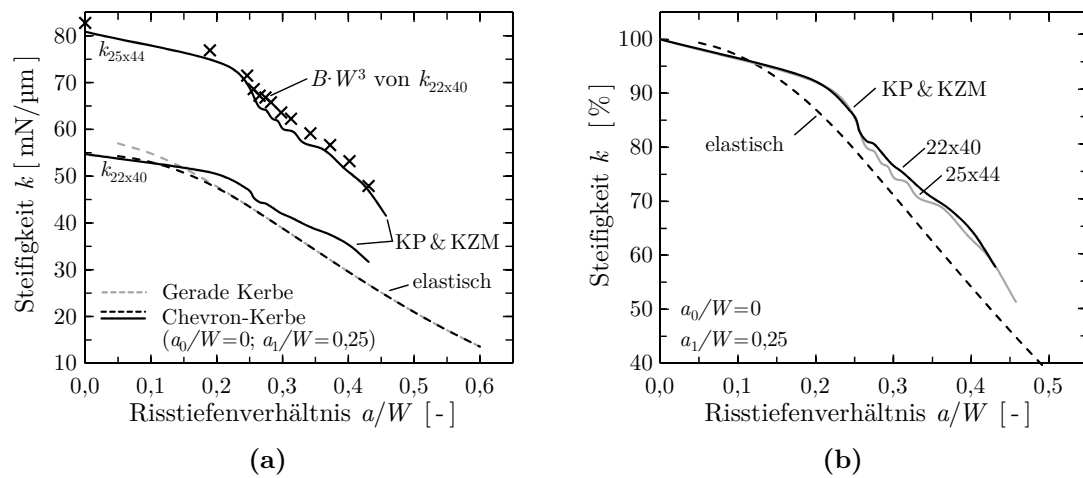 80
70
60
50
40
30
20
10
0,0
0,1
0,2
0,3
0,4
0,5
0,6
Steifigkeit k [ mN/µm ]
Risstiefenverhältnis a/W [ - ]
k25x44
B·W³ von k22x40
k22x40
KP & KZM
elastisch
Gerade Kerbe
Chevron-Kerbe
(a0/W=0; a1/W=0,25)
(a)
100
90
80
70
60
50
40
0,0
0,1
0,2
0,3
0,4
0,5
Steifigkeit k [ % ]
Risstiefenverhältnis a/W [ - ]
KP & KZM
elastisch
22x40
25x44
a0/W=0
a1/W=0,25
(b)